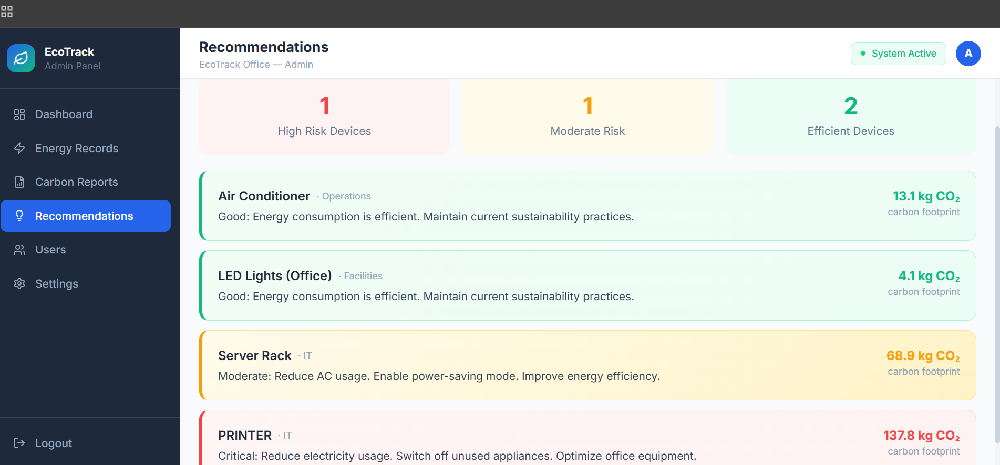 EcoTrack
Admin Panel
Dashboard
Energy Records
Carbon Reports
Recommendations
Users
Settings
Logout
Recommendations
EcoTrack Office — Admin
System Active
A
1
High Risk Devices
1
Moderate Risk
2
Efficient Devices
Air Conditioner · Operations
13.1 kg CO₂
carbon footprint
Good: Energy consumption is efficient. Maintain current sustainability practices.
LED Lights (Office) · Facilities
4.1 kg CO₂
carbon footprint
Good: Energy consumption is efficient. Maintain current sustainability practices.
Server Rack · IT
68.9 kg CO₂
carbon footprint
Moderate: Reduce AC usage. Enable power-saving mode. Improve energy efficiency.
PRINTER · IT
137.8 kg CO₂
carbon footprint
Critical: Reduce electricity usage. Switch off unused appliances. Optimize office equipment.